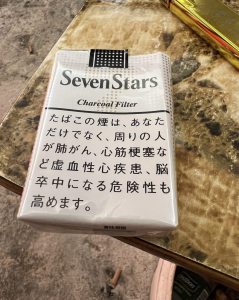 SevenStars
Charcoal Filter
たばこの煙は、あなた
だけでなく、周りの人
が肺がん、心筋梗塞な
ど虚血性心疾患、脳
卒中になる危険性も
高めます。